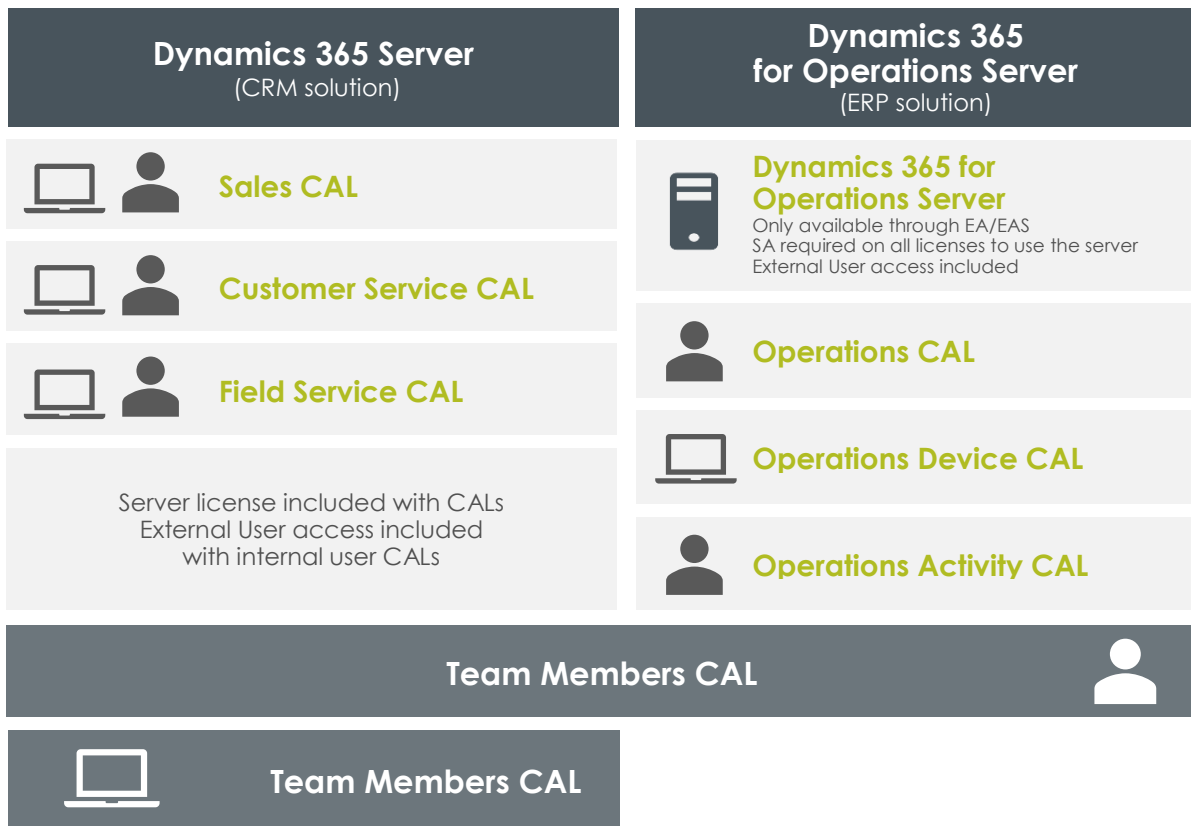 Dynamics 365 Server
(CRM solution)
Sales CAL
Customer Service CAL
Field Service CAL
Server license included with CALs
External User access included
with internal user CALs
Dynamics 365
for Operations Server
(ERP solution)
Dynamics 365 for
Operations Server
Only available through EA/EAS
SA required on all licenses to use the server
External User access included
Operations CAL
Operations Device CAL
Operations Activity CAL
Team Members CAL
Team Members CAL